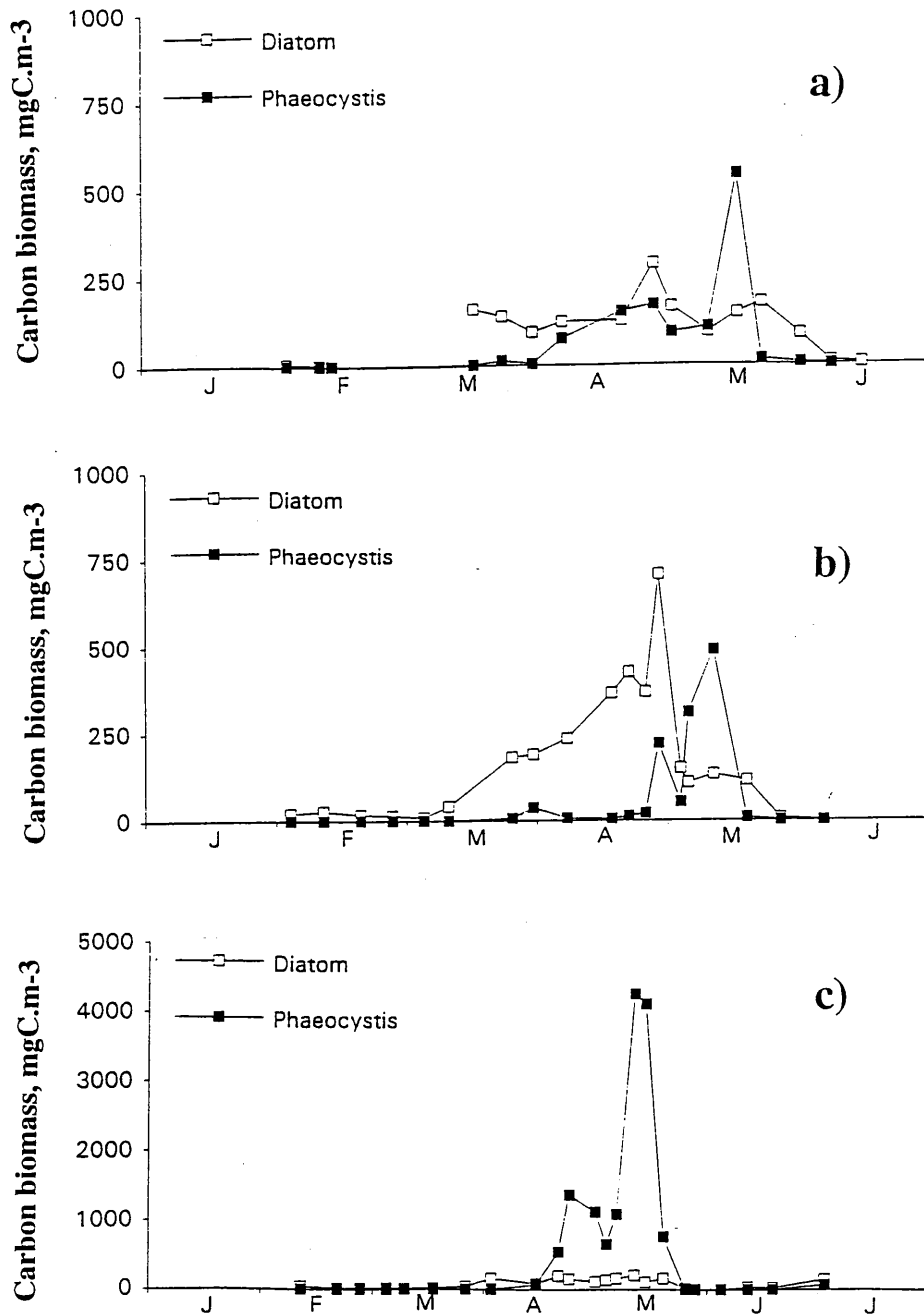 Carbon biomass, mgC.m-3
1000
750
500
250
0
Diatom
Phaeocystis
a)
J F M A M J
Carbon biomass, mgC.m-3
1000
750
500
250
0
Diatom
Phaeocystis
b)
J F M A M J
Carbon biomass, mgC.m-3
5000
4000
3000
2000
1000
0
Diatom
Phaeocystis
c)
J F M A M J J